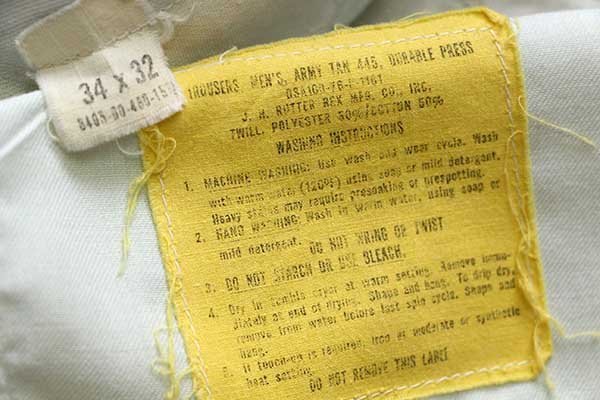 34 X 32
8405-00-460-15
TROUSERS, MEN'S, ARMY TAN 445, DURABLE PRESS
DSA100-76-C-1161
J. H. RUTTER REX MFG. CO., INC.
TWILL, POLYESTER 50%/COTTON 50%
WASHING INSTRUCTIONS
1. MACHINE WASHING: Use wash and wear cycle. Wash
with warm water (120°F) using soap or mild detergent.
Heavy stains may require presoaking or prespotting.
2. HAND WASHING: Wash in warm water, using soap or
mild detergent. DO NOT WRING OR TWIST
3. DO NOT STARCH OR USE BLEACH.
4. Dry in tumble dryer at warm setting. Remove immediately
at end of drying. Shape and hang. To drip dry,
remove from water before last spin cycle. Shape and
hang.
If touch-up is required, iron at moderate or synthetic
heat setting.
DO NOT REMOVE THIS LABEL